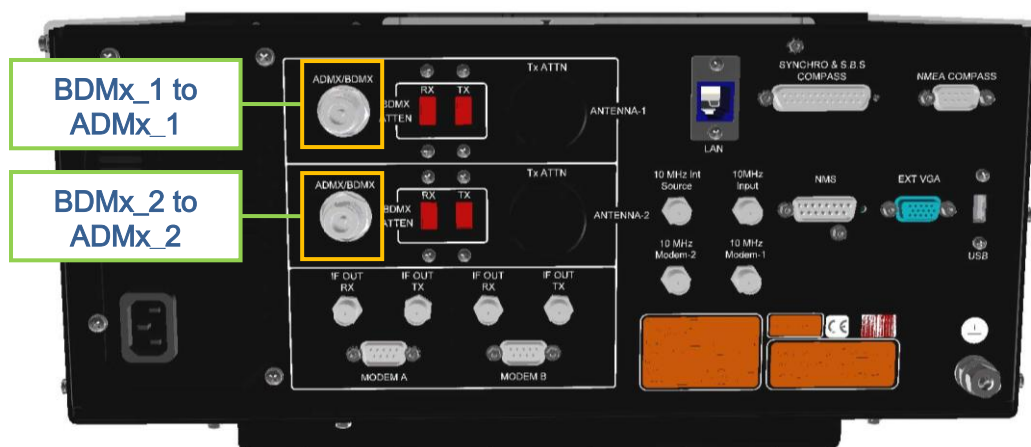 BDMx_1 to
ADMx_1
BDMx_2 to
ADMx_2
ADMX/BDMX
BDMX
ATTEN
RX
TX
Tx ATTN
ANTENNA-1
ADMX/BDMX
BDMX
ATTEN
RX
TX
Tx ATTN
ANTENNA-2
IF OUT
RX
IF OUT
TX
IF OUT
RX
IF OUT
TX
MODEM A
MODEM B
LAN
SYNCHRO & S.B.S
COMPASS
NMEA COMPASS
10 MHz Int
Source
10MHz
Input
NMS
EXT VGA
USB
10 MHz
Modem-2
10 MHz
Modem-1
CE